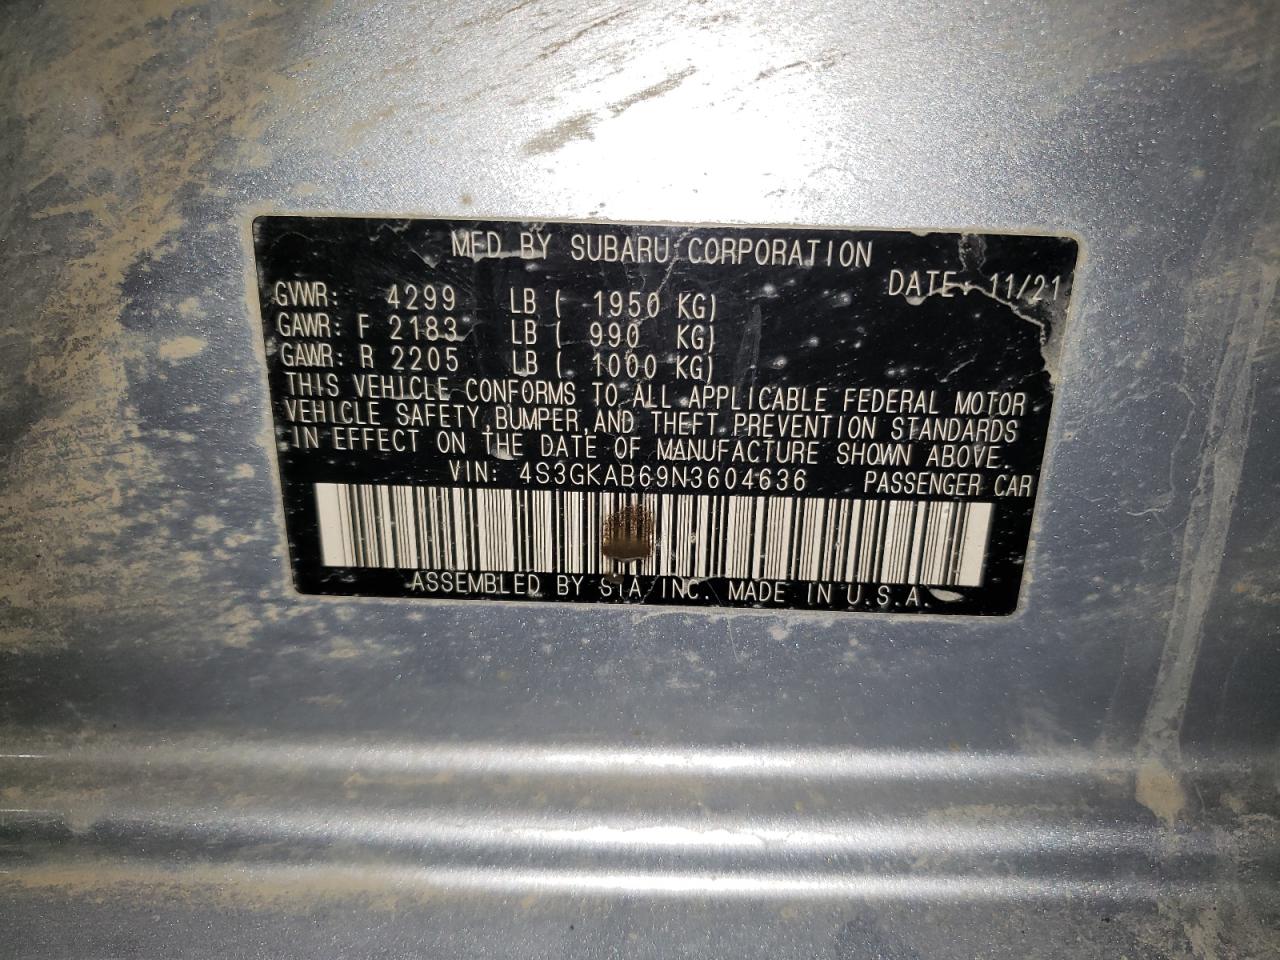 MFD BY SUBARU CORPORATION
DATE: 11/21
GVWR: 4299 LB ( 1950 KG)
GAWR: F 2183 LB ( 990 KG)
GAWR: R 2205 LB ( 1000 KG)
THIS VEHICLE CONFORMS TO ALL APPLICABLE FEDERAL MOTOR
VEHICLE SAFETY, BUMPER, AND THEFT PREVENTION STANDARDS
IN EFFECT ON THE DATE OF MANUFACTURE SHOWN ABOVE.
VIN: 4S3GKAB69N3604636 PASSENGER CAR
ASSEMBLED BY SIA, INC. MADE IN U.S.A.